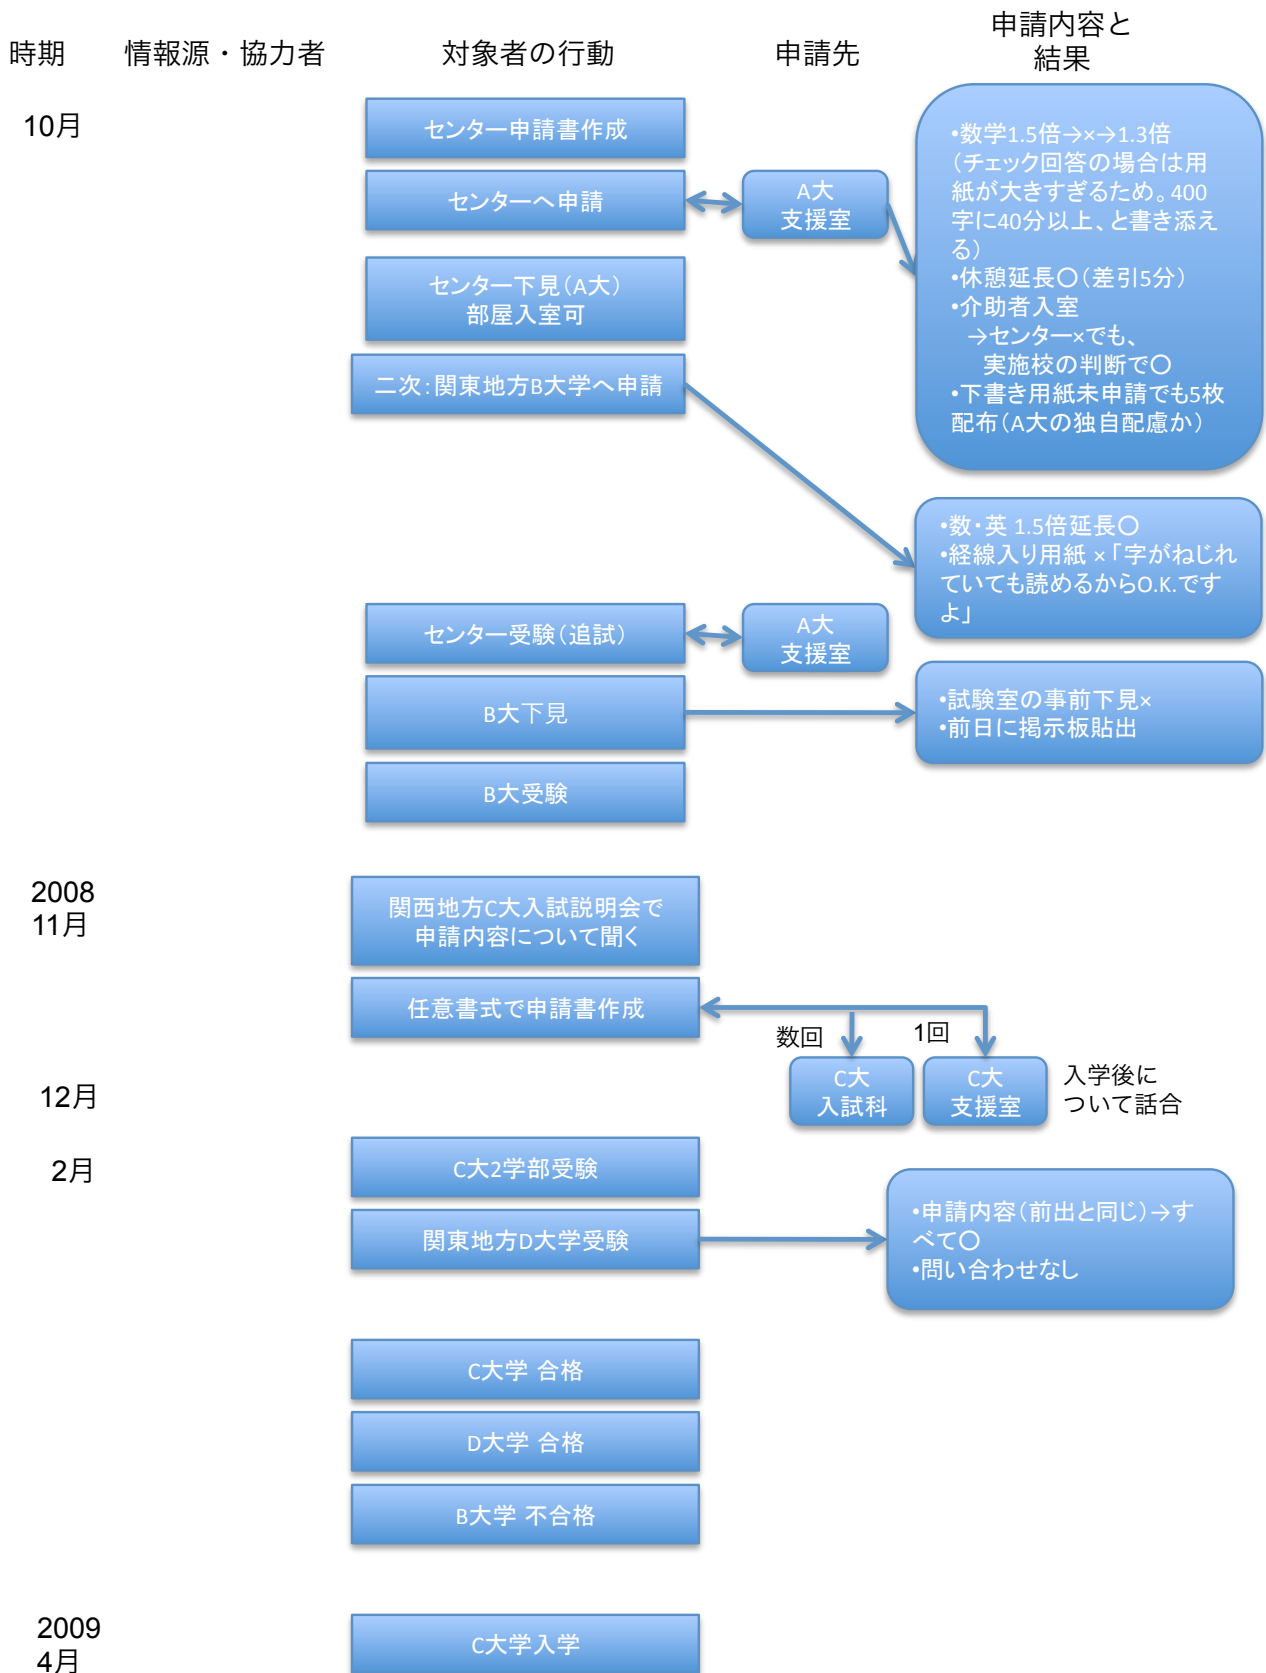 時期
情報源・協力者
対象者の行動
申請先
申請内容と
結果
10月
センター申請書作成
センターへ申請
A大
支援室
•数学1.5倍→×→1.3倍
（チェック回答の場合は用
紙が大きすぎるため。400
字に40分以上、と書き添え
る）
•休憩延長〇（差引5分）
•介助者入室
→センター×でも、
実施校の判断で〇
•下書き用紙未申請でも5枚
配布（A大の独自配慮か）
センター下見（A大）
部屋入室可
二次：関東地方B大学へ申請
•数・英 1.5倍延長〇
•経線入り用紙 ×「字がねじれ
ていても読めるからO.K.です
よ」
センター受験（追試）
A大
支援室
B大下見
•試験室の事前下見×
•前日に掲示板貼出
B大受験
2008
11月
関西地方C大入試説明会で
申請内容について聞く
任意書式で申請書作成
数回
1回
12月
C大
入試科
C大
支援室
入学後に
ついて話合
2月
C大2学部受験
関東地方D大学受験
•申請内容（前出と同じ）→す
べて〇
•問い合わせなし
C大学 合格
D大学 合格
B大学 不合格
2009
4月
C大学入学